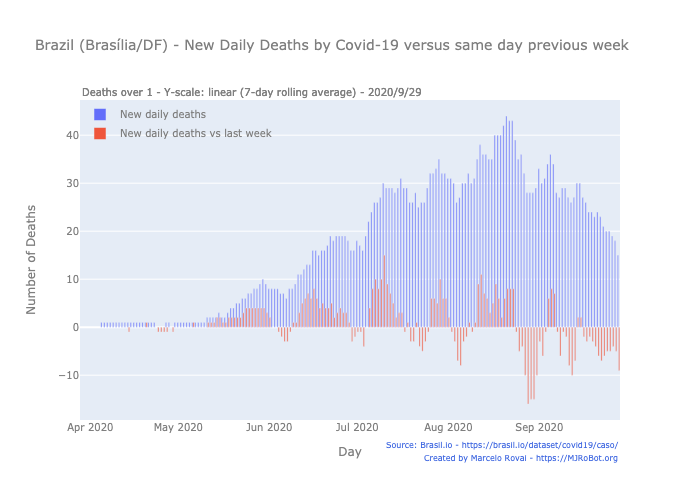 Brazil (Brasília/DF) - New Daily Deaths by Covid-19 versus same day previous week
Deaths over 1 - Y-scale: linear (7-day rolling average) - 2020/9/29
New daily deaths
New daily deaths vs last week
40
30
20
10
0
−10
Number of Deaths
Apr 2020 May 2020 Jun 2020 Jul 2020 Aug 2020 Sep 2020
Day
Source: Brasil.io - https://brasil.io/dataset/covid19/caso/
Created by Marcelo Rovai - https://MJRoBot.org